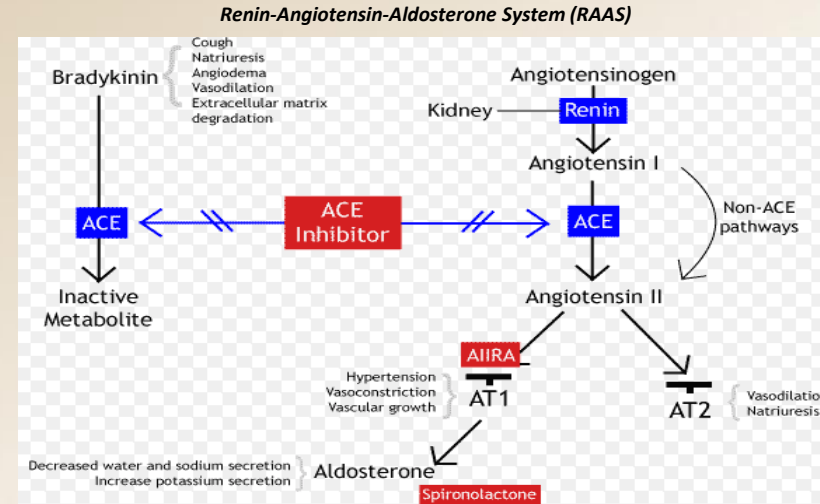 Renin-Angiotensin-Aldosterone System (RAAS)
Bradykinin
Cough
Natriuresis
Angiodema
Vasodilation
Extracellular matrix
degradation
Angiotensinogen
Kidney
Renin
Angiotensin I
Non-ACE
pathways
ACE
ACE
Inhibitor
ACE
Inactive
Metabolite
Angiotensin II
AIIRA
Hypertension
Vasoconstriction
Vascular growth
AT1
AT2
Vasodilatio
Natriuresis
Decreased water and sodium secretion
Increase potassium secretion
Aldosterone
Spironolactone